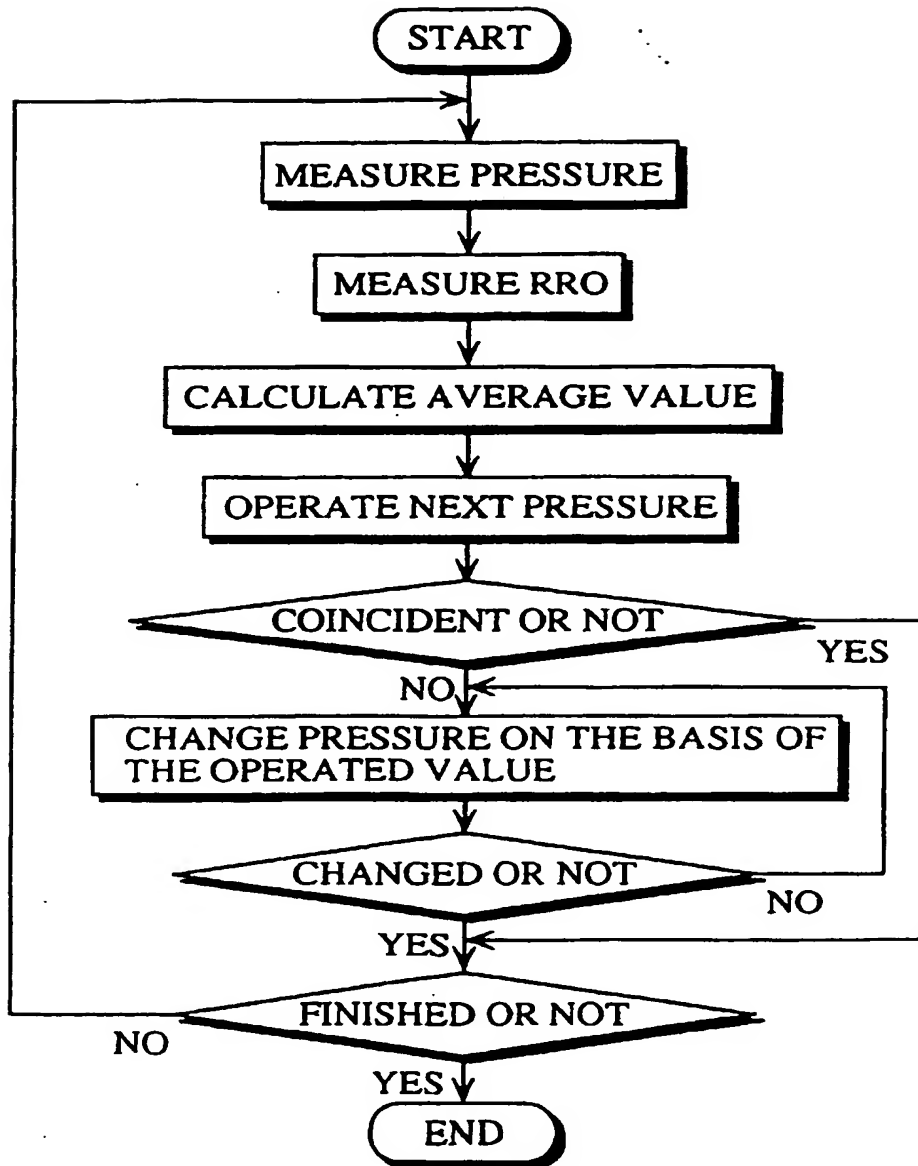 START
MEASURE PRESSURE
MEASURE RRO
CALCULATE AVERAGE VALUE
OPERATE NEXT PRESSURE
COINCIDENT OR NOT
YES
NO
CHANGE PRESSURE ON THE BASIS OF
THE OPERATED VALUE
CHANGED OR NOT
NO
YES
FINISHED OR NOT
NO
YES
END